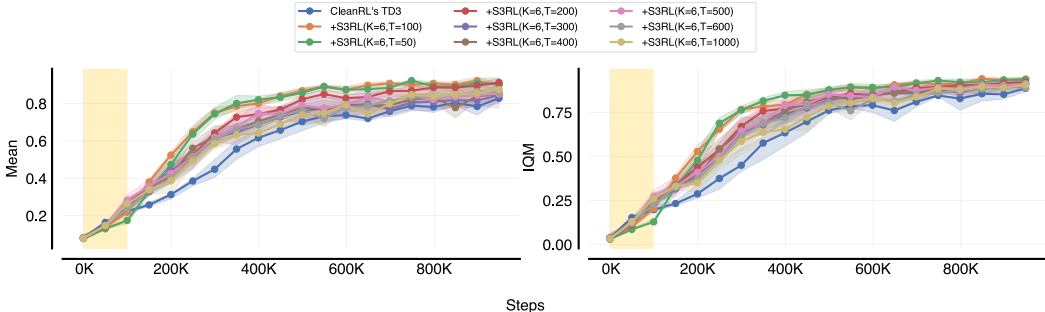 CleanRL's TD3 +S3RL(K=6,T=200) +S3RL(K=6,T=500)
+S3RL(K=6,T=100) +S3RL(K=6,T=300) +S3RL(K=6,T=600)
+S3RL(K=6,T=50) +S3RL(K=6,T=400) +S3RL(K=6,T=1000)
Mean
0.8
0.6
0.4
0.2
0K 200K 400K 600K 800K
IQM
0.75
0.50
0.25
0.00
0K 200K 400K 600K 800K
Steps